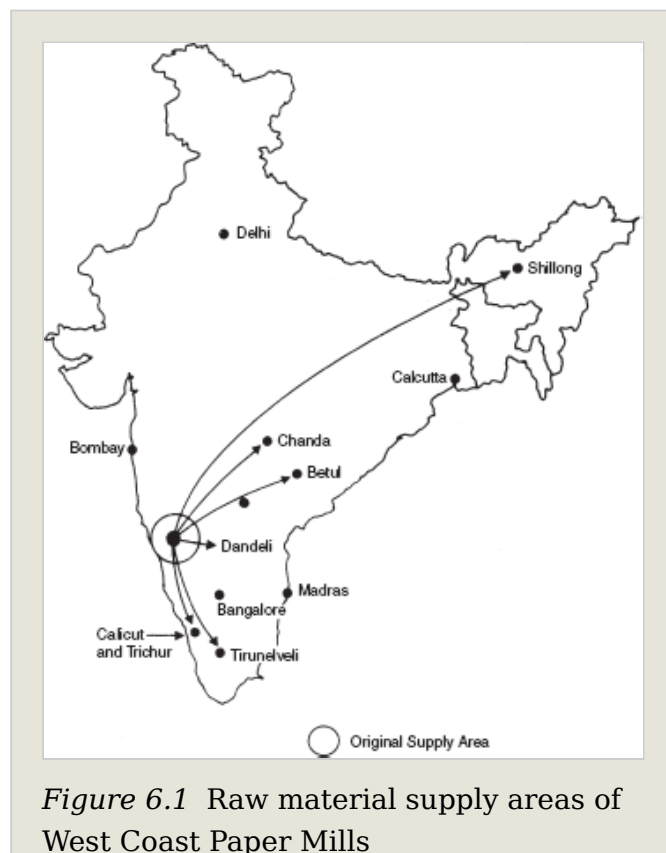 Delhi
Shillong
Calcutta
Chanda
Bombay
Betul
Dandeli
Madras
Bangalore
Calicut
and Trichur
Tirunelveli
Original Supply Area
Figure 6.1 Raw material supply areas of
West Coast Paper Mills